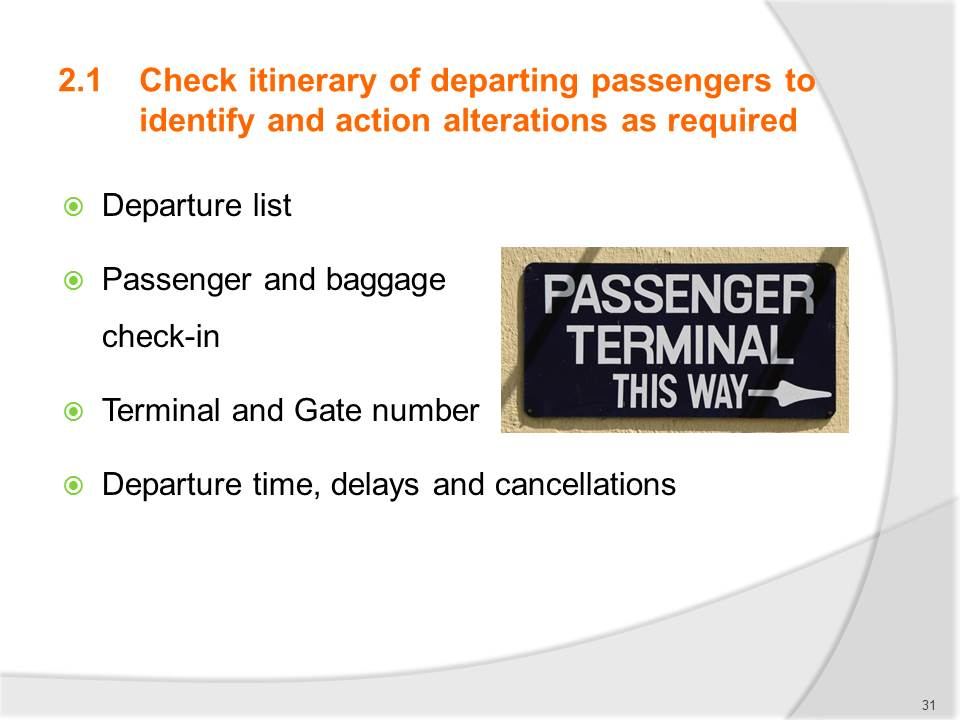 2.1 Check itinerary of departing passengers to
identify and action alterations as required
Departure list
Passenger and baggage
check-in
Terminal and Gate number
Departure time, delays and cancellations
PASSENGER
TERMINAL
THIS WAY
31